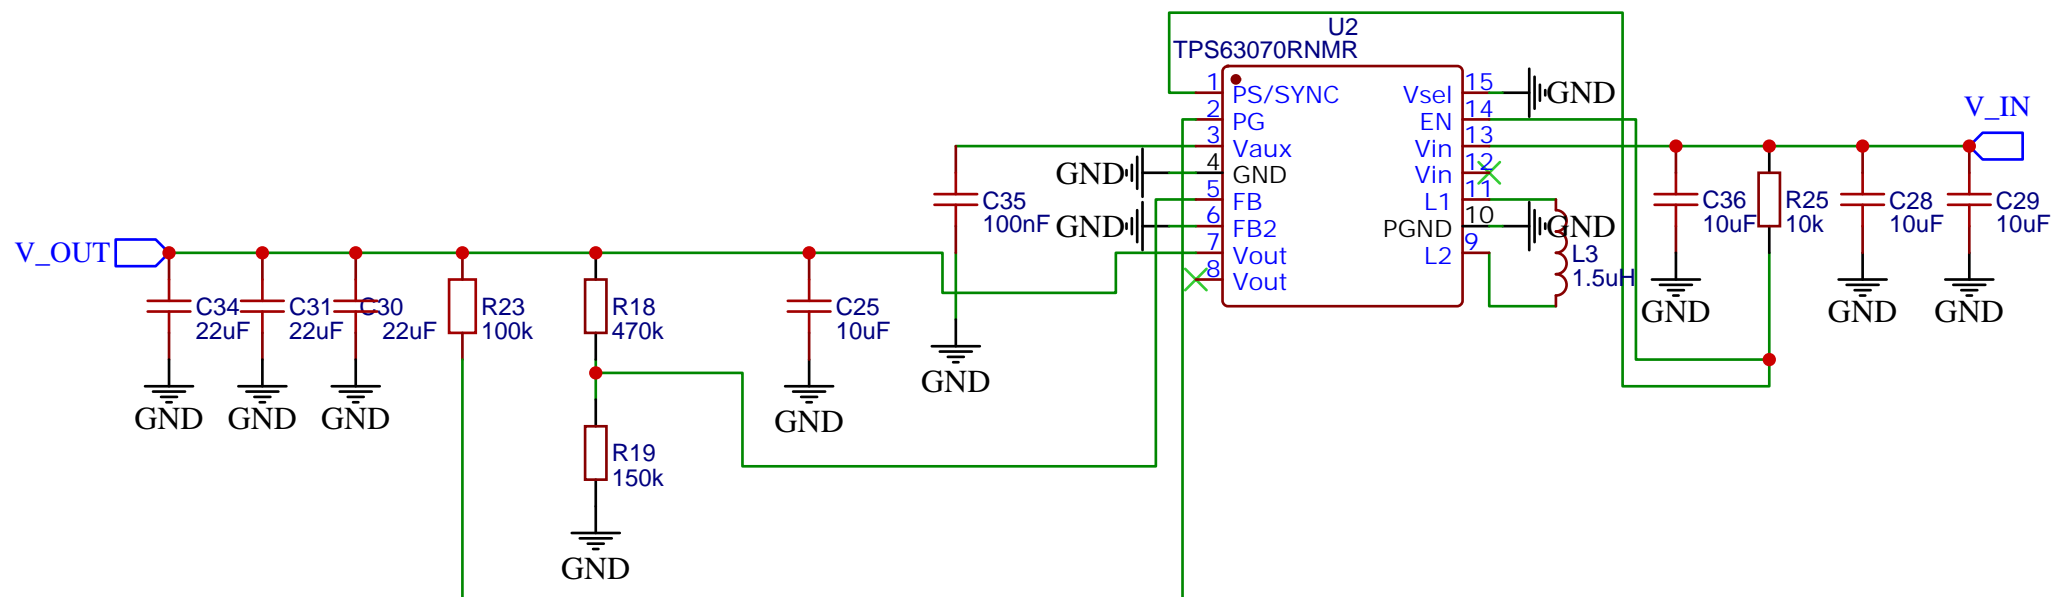 U2
TPS63070RNMR
1 PS/SYNC
2 PG
3 Vaux
4 GND
5 FB
6 FB2
7 Vout
8 Vout
15 Vsel
14 EN
13 Vin
12 Vin
11 L1
10 PGND
9 L2
GND
GND
GND
GND
V_IN
V_OUT
C35
100nF
GND
L3
1.5uH
C36
10uF
GND
R25
10k
C28
10uF
GND
C29
10uF
GND
C34
22uF
GND
C31
22uF
GND
C30
22uF
GND
R23
100k
R18
470k
R19
150k
GND
C25
10uF
GND